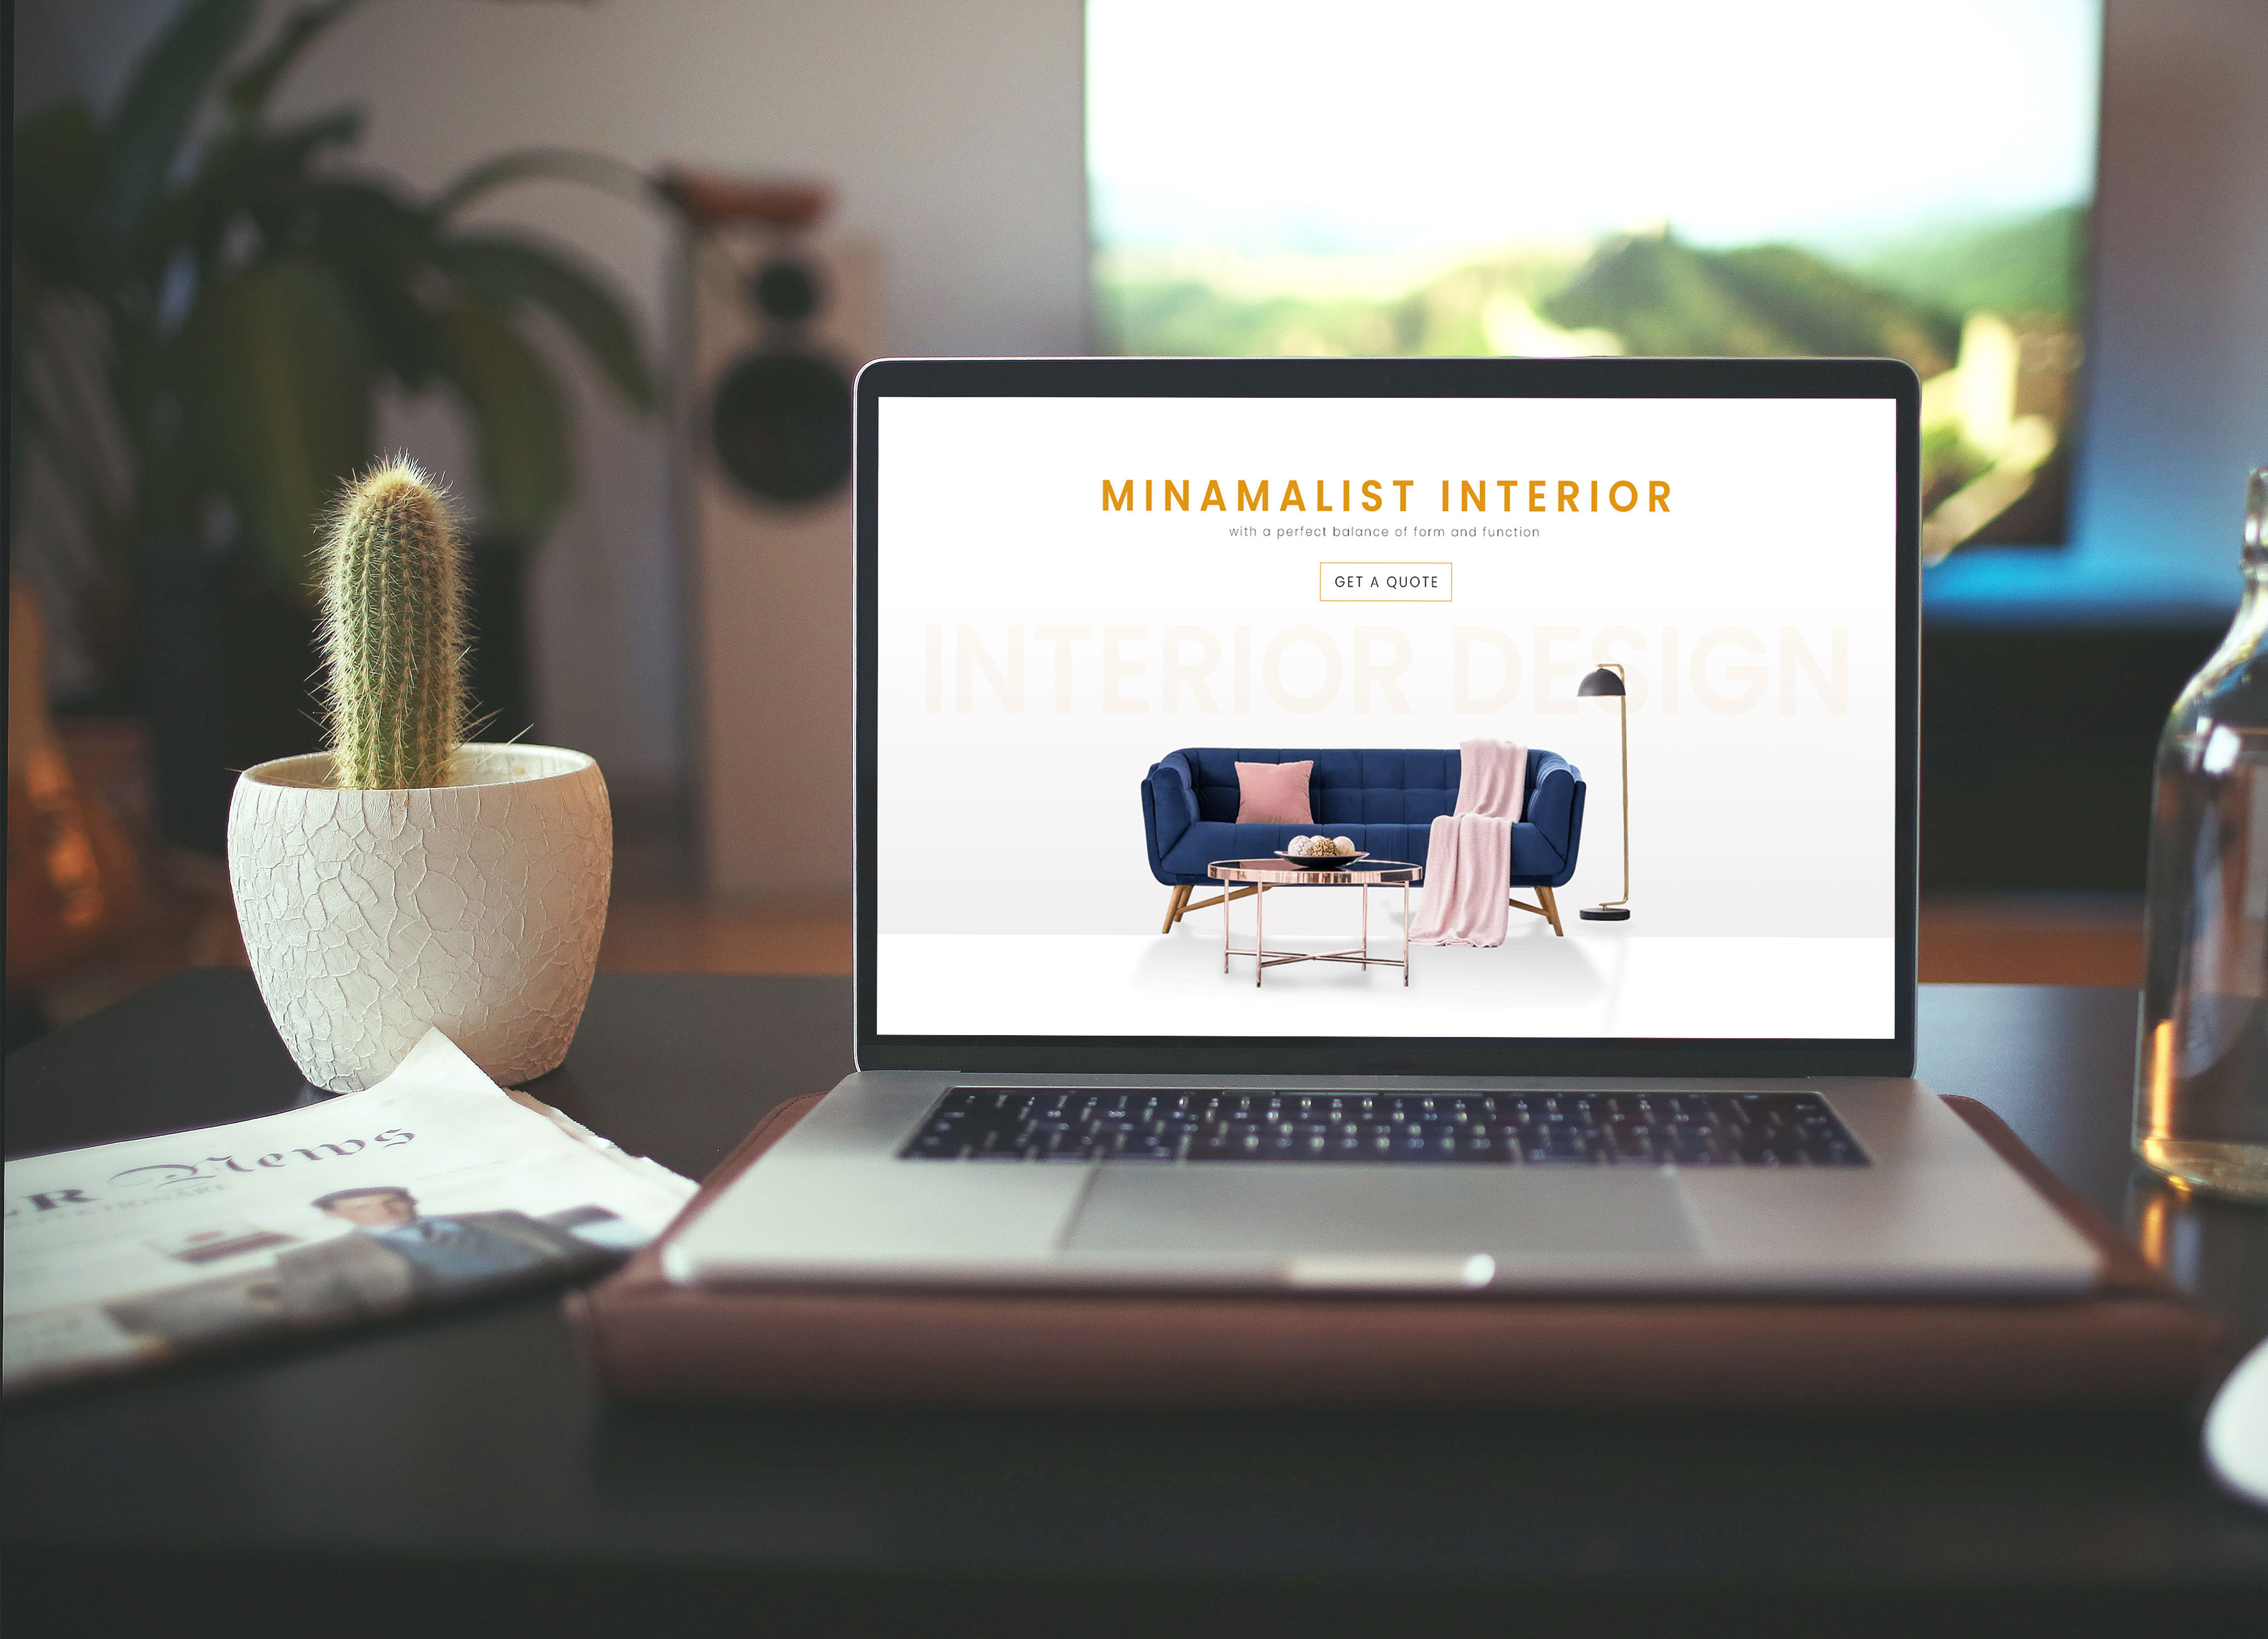 MINAMALIST INTERIOR
with a perfect balance of form and function
GET A QUOTE
INTERIOR DESIGN
News